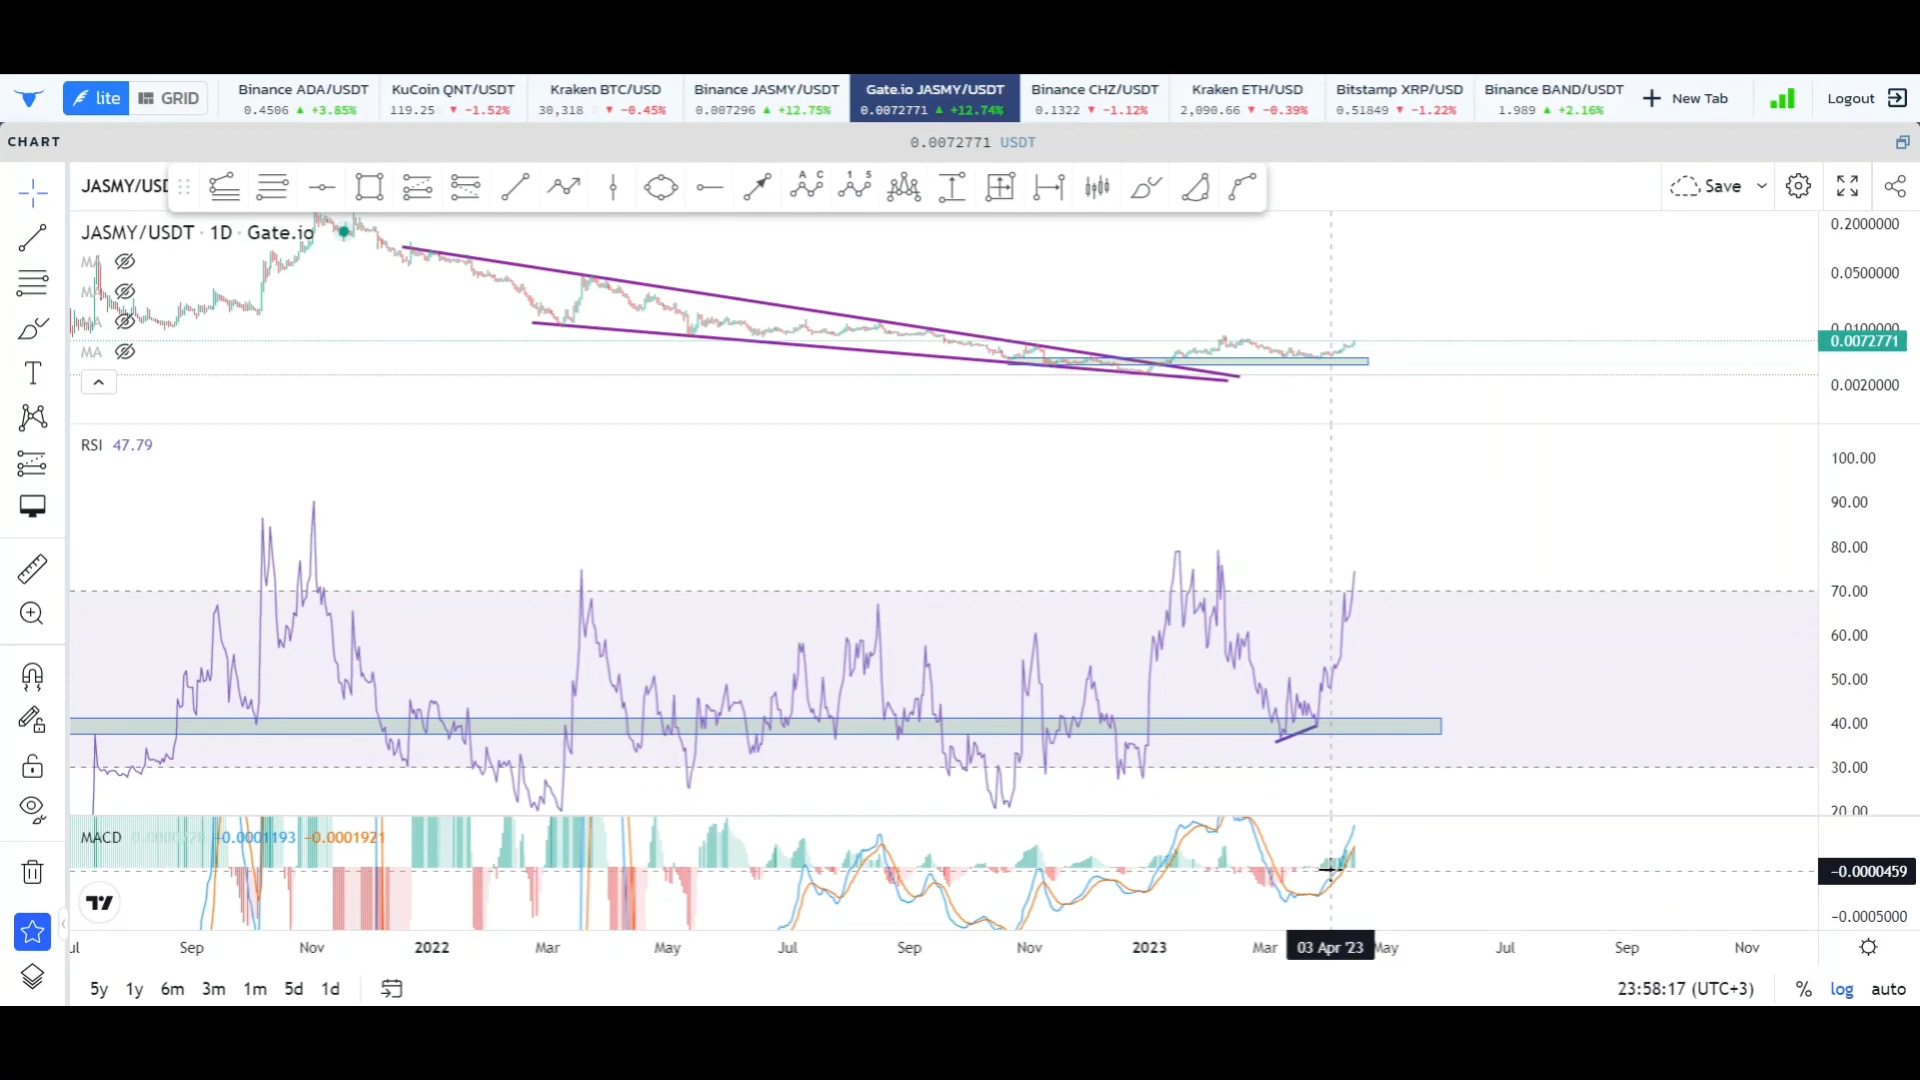 lite
GRID
Binance ADA/USDT
0.4506 ▲ +3.85%
KuCoin QNT/USDT
119.25 ▼ -1.52%
Kraken BTC/USD
30,318 ▼ -0.45%
Binance JASMY/USDT
0.007296 ▲ +12.75%
Gate.io JASMY/USDT
0.0072771 ▲ +12.74%
Binance CHZ/USDT
0.1322 ▼ -1.12%
Kraken ETH/USD
2,090.66 ▼ -0.39%
Bitstamp XRP/USD
0.51849 ▼ -1.22%
Binance BAND/USDT
1.989 ▲ +2.16%
New Tab
Logout
CHART
0.0072771 USDT
JASMY/USD
A C
1 5
Save
JASMY/USDT · 1D · Gate.io
MA
MA
MA
MA
0.2000000
0.0500000
0.0100000
0.0072771
0.0020000
RSI 47.79
100.00
90.00
80.00
70.00
60.00
50.00
40.00
30.00
20.00
MACD −0.0001193 −0.0001921
−0.0000459
−0.0005000
Sep Nov 2022 Mar May Jul Sep Nov 2023 Mar 03 Apr '23 May Jul Sep Nov
5y 1y 6m 3m 1m 5d 1d
23:58:17 (UTC+3) % log auto